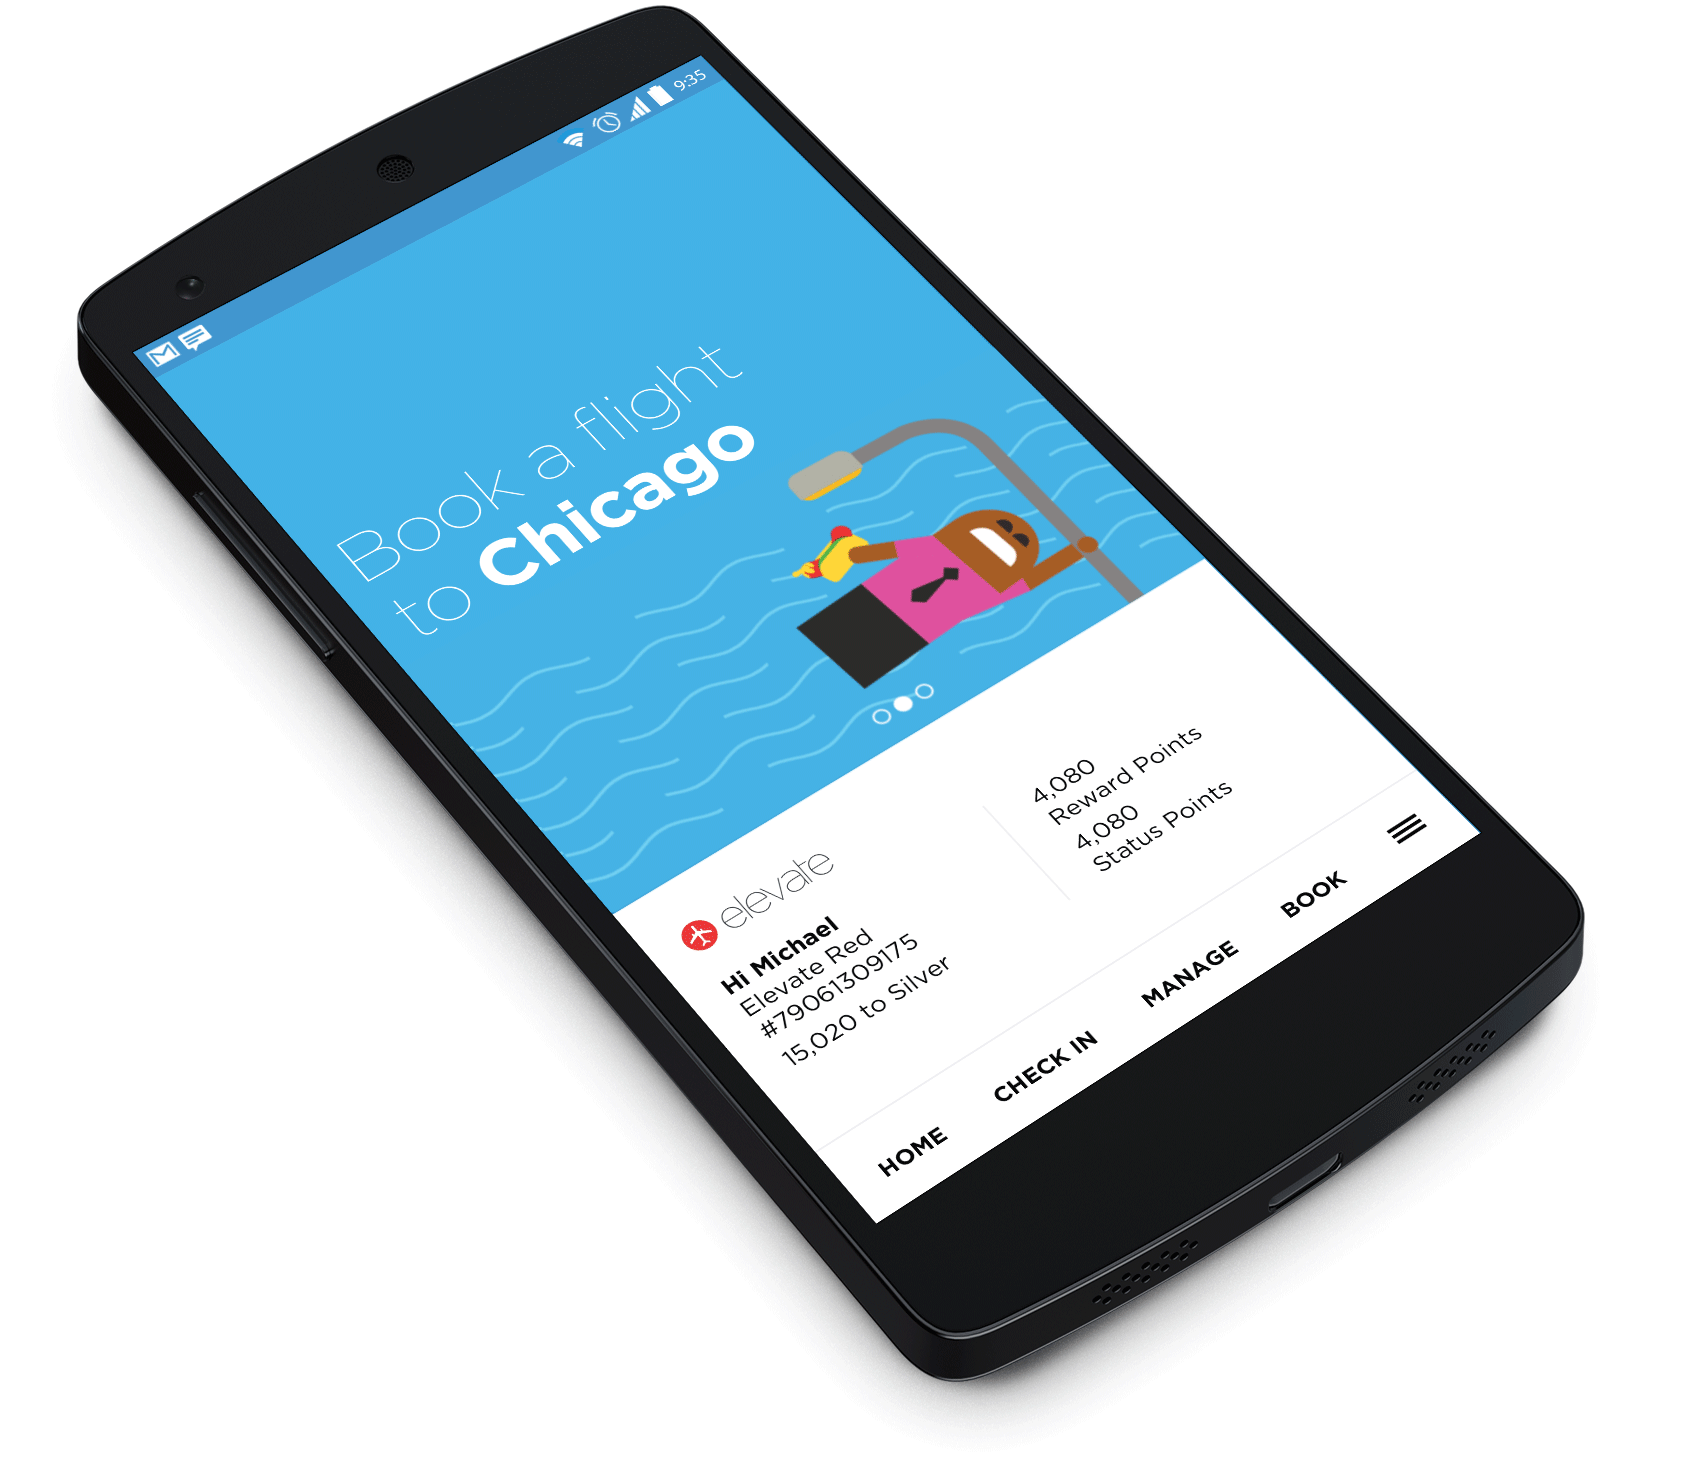 9:35
Book a flight
to Chicago
elevate
Hi Michael
Elevate Red
#79061309175
15,020 to Silver
4,080
Reward Points
4,080
Status Points
HOME CHECK IN MANAGE BOOK